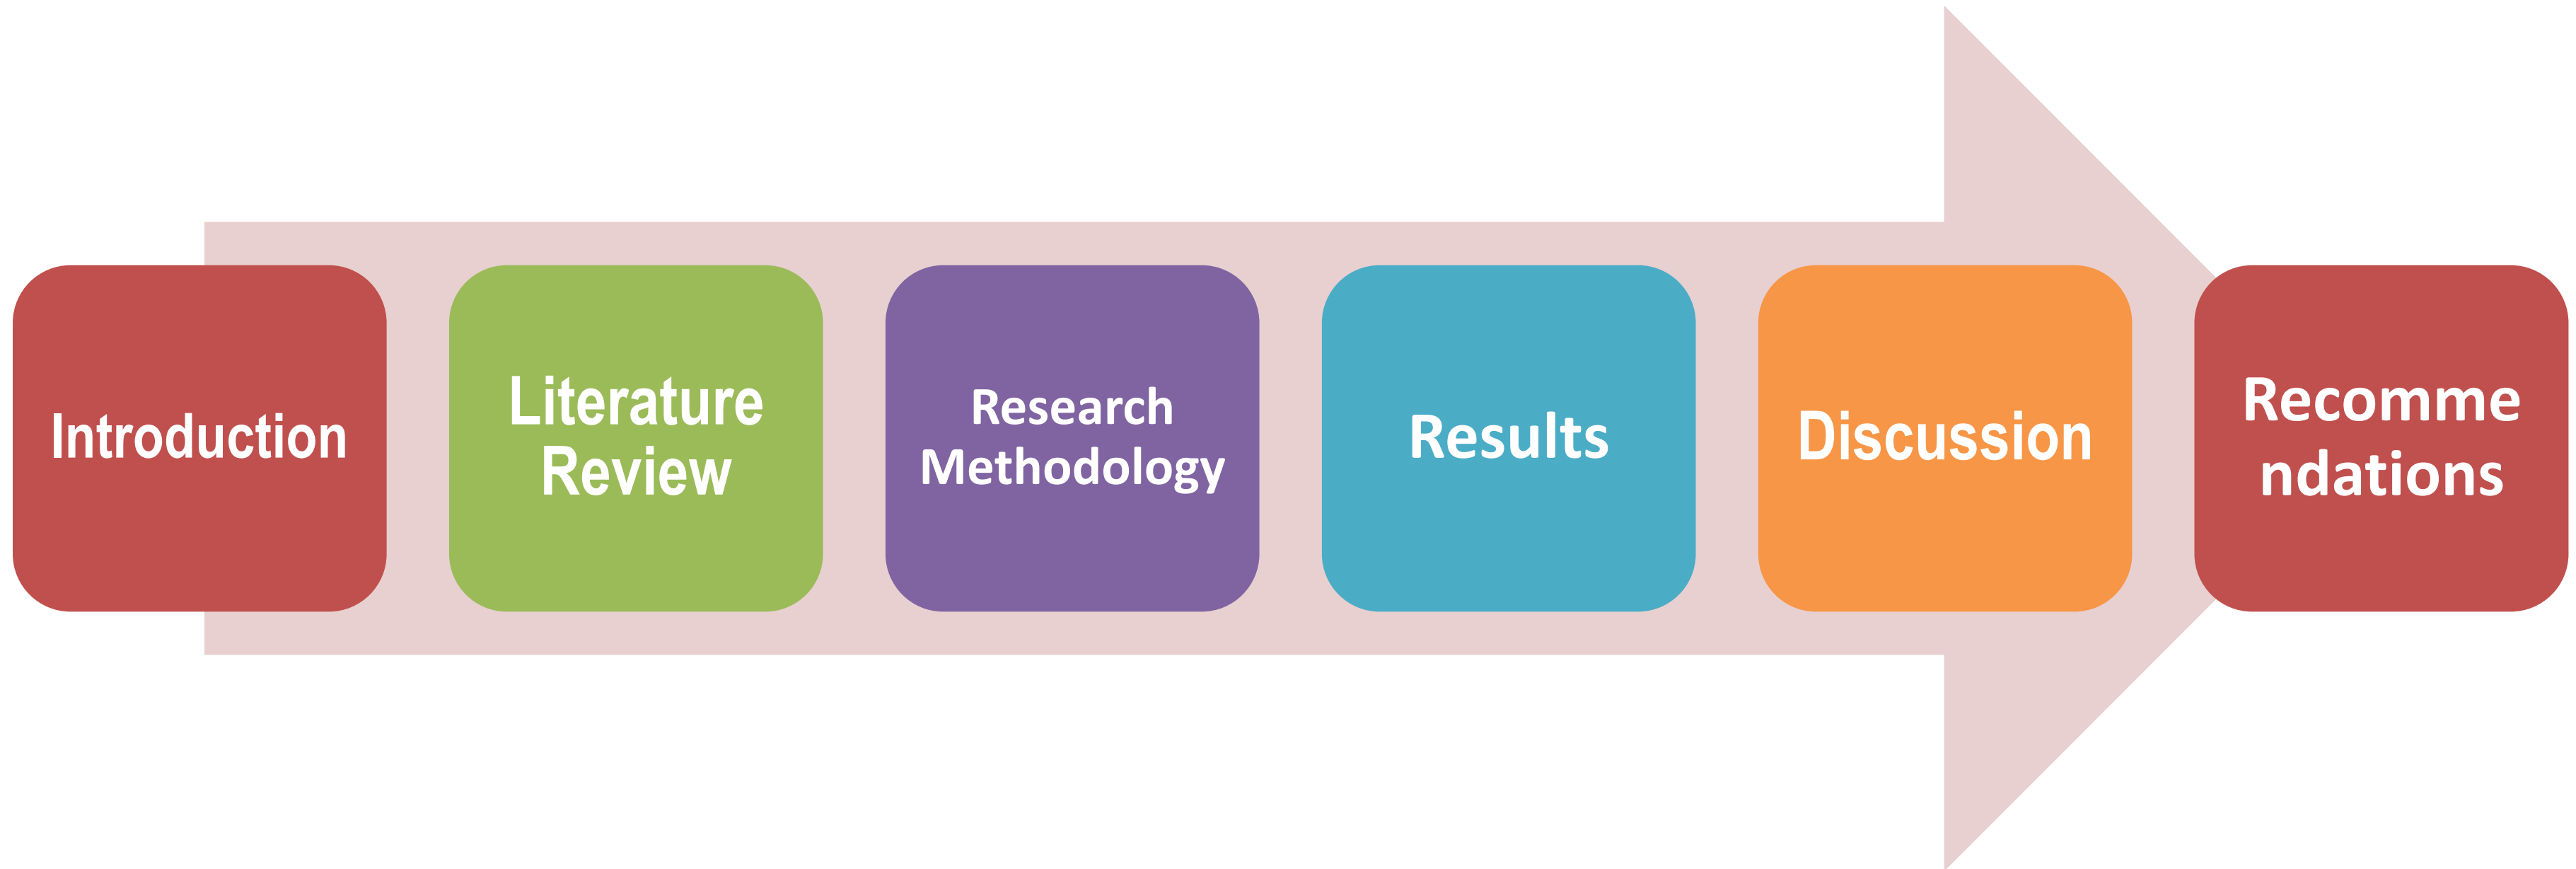 Introduction
Literature
Review
Research
Methodology
Results
Discussion
Recomme
ndations